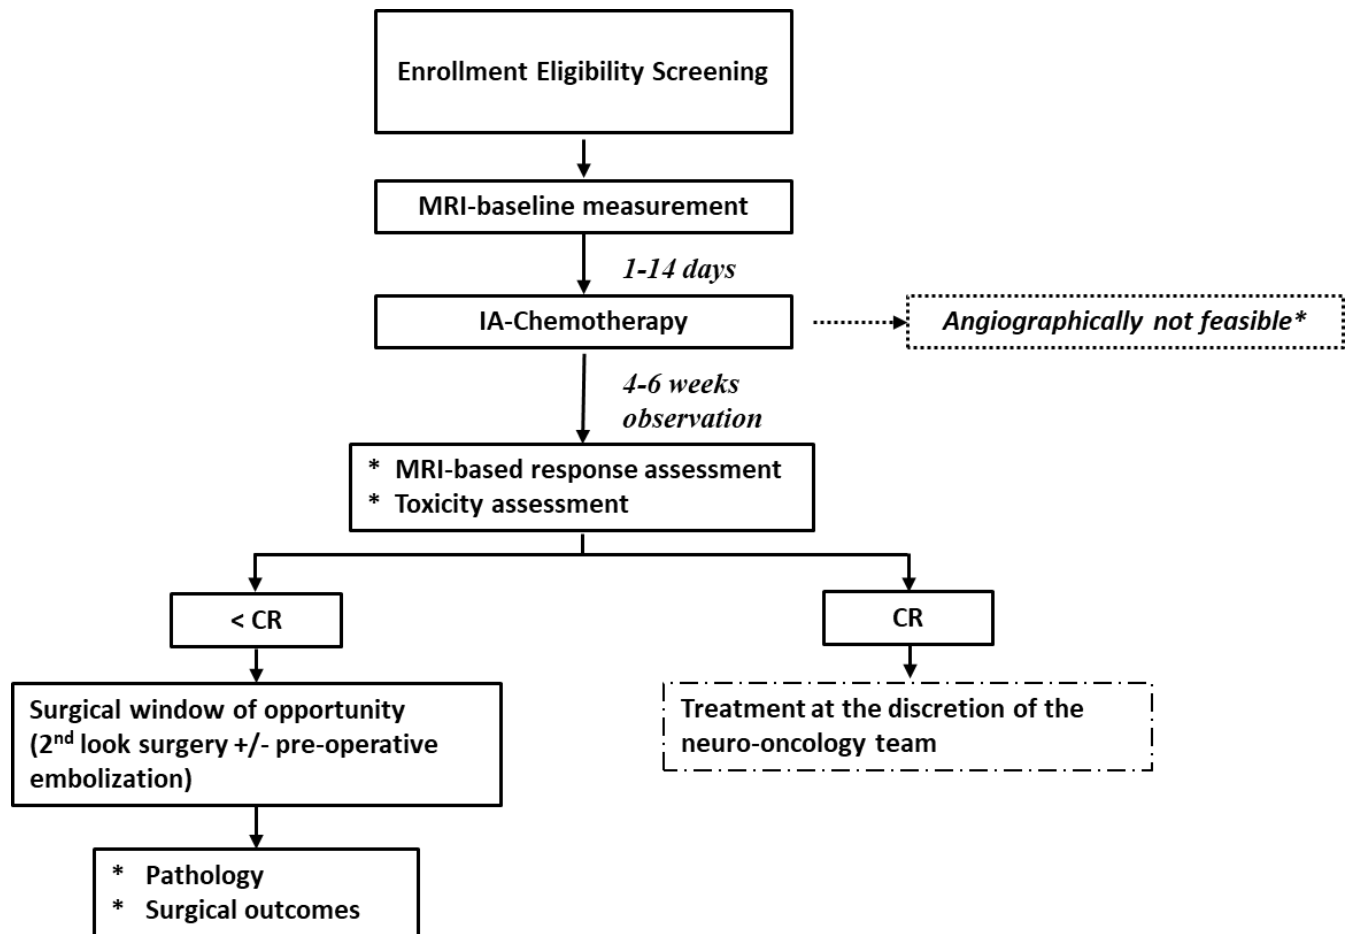 Enrollment Eligibility Screening
MRI-baseline measurement
1-14 days
IA-Chemotherapy
Angiographically not feasible*
4-6 weeks
observation
* MRI-based response assessment
* Toxicity assessment
< CR
CR
Surgical window of opportunity
(2nd look surgery +/- pre-operative
embolization)
Treatment at the discretion of the
neuro-oncology team
* Pathology
* Surgical outcomes